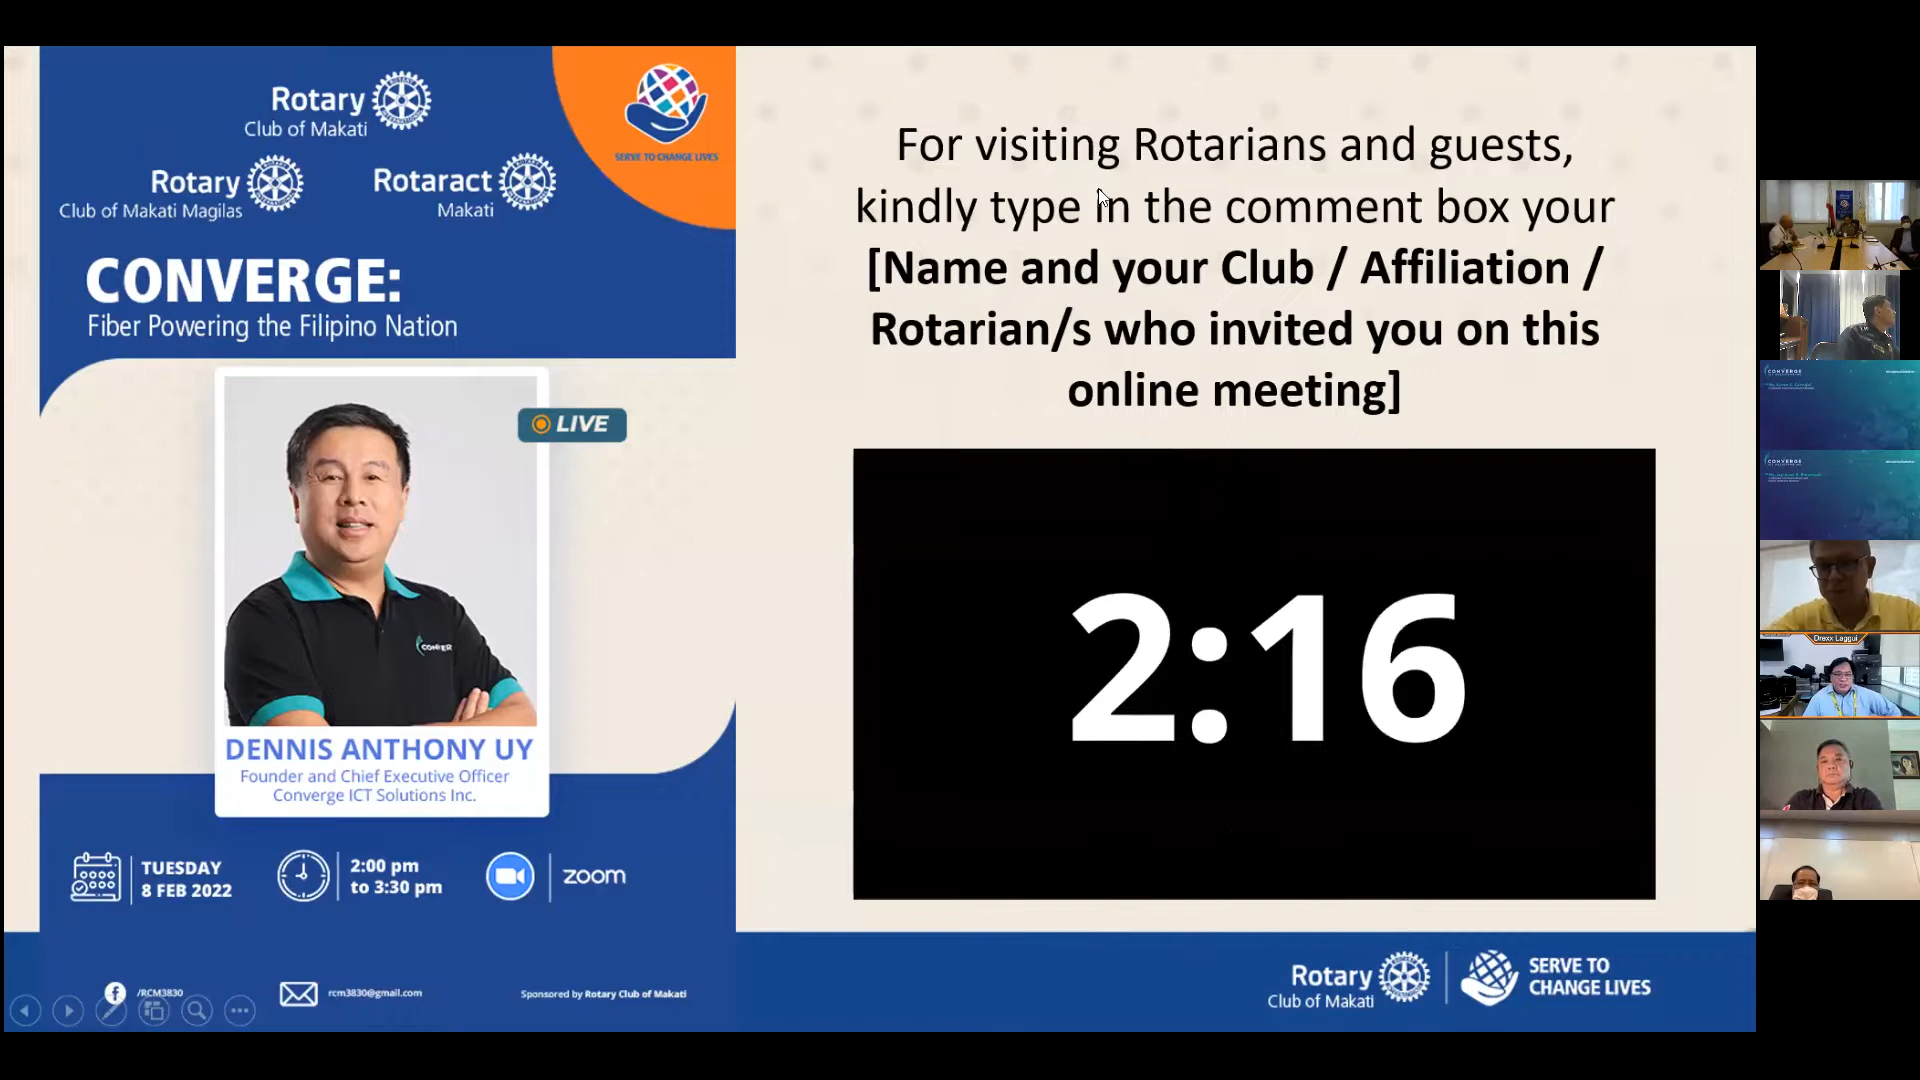 Rotary
Club of Makati
Rotary
Club of Makati Magilas
Rotaract
Makati
SERVE TO CHANGE LIVES
CONVERGE:
Fiber Powering the Filipino Nation
LIVE
DENNIS ANTHONY UY
Founder and Chief Executive Officer
Converge ICT Solutions Inc.
TUESDAY
8 FEB 2022
2:00 pm
to 3:30 pm
zoom
/RCM3830
rcm3830@gmail.com
Sponsored by Rotary Club of Makati
For visiting Rotarians and guests,
kindly type in the comment box your
[Name and your Club / Affiliation /
Rotarian/s who invited you on this
online meeting]
2:16
Rotary
Club of Makati
SERVE TO
CHANGE LIVES
CONVERGE
CONVERGE
Drexx Laggui